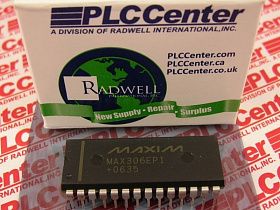 PLCCenter
A DIVISION OF RADWELL INTERNATIONAL, INC.
PLCCenter.com
PLCCenter.ca
PLCCenter.co.uk
RADWELL
New Supply · Repair · Surplus
MAXIM
MAX306EPI
+0635